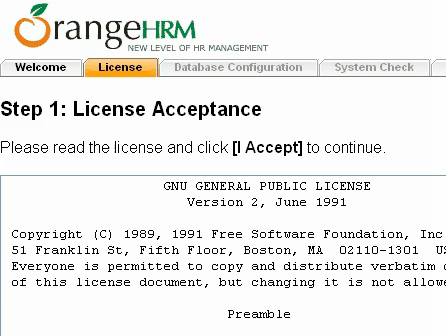 OrangeHRM
NEW LEVEL OF HR MANAGEMENT
Welcome License Database Configuration System Check
Step 1: License Acceptance
Please read the license and click [I Accept] to continue.
GNU GENERAL PUBLIC LICENSE
Version 2, June 1991
Copyright (C) 1989, 1991 Free Software Foundation, Inc
51 Franklin St, Fifth Floor, Boston, MA 02110-1301 US
Everyone is permitted to copy and distribute verbatim
of this license document, but changing it is not allowe
Preamble